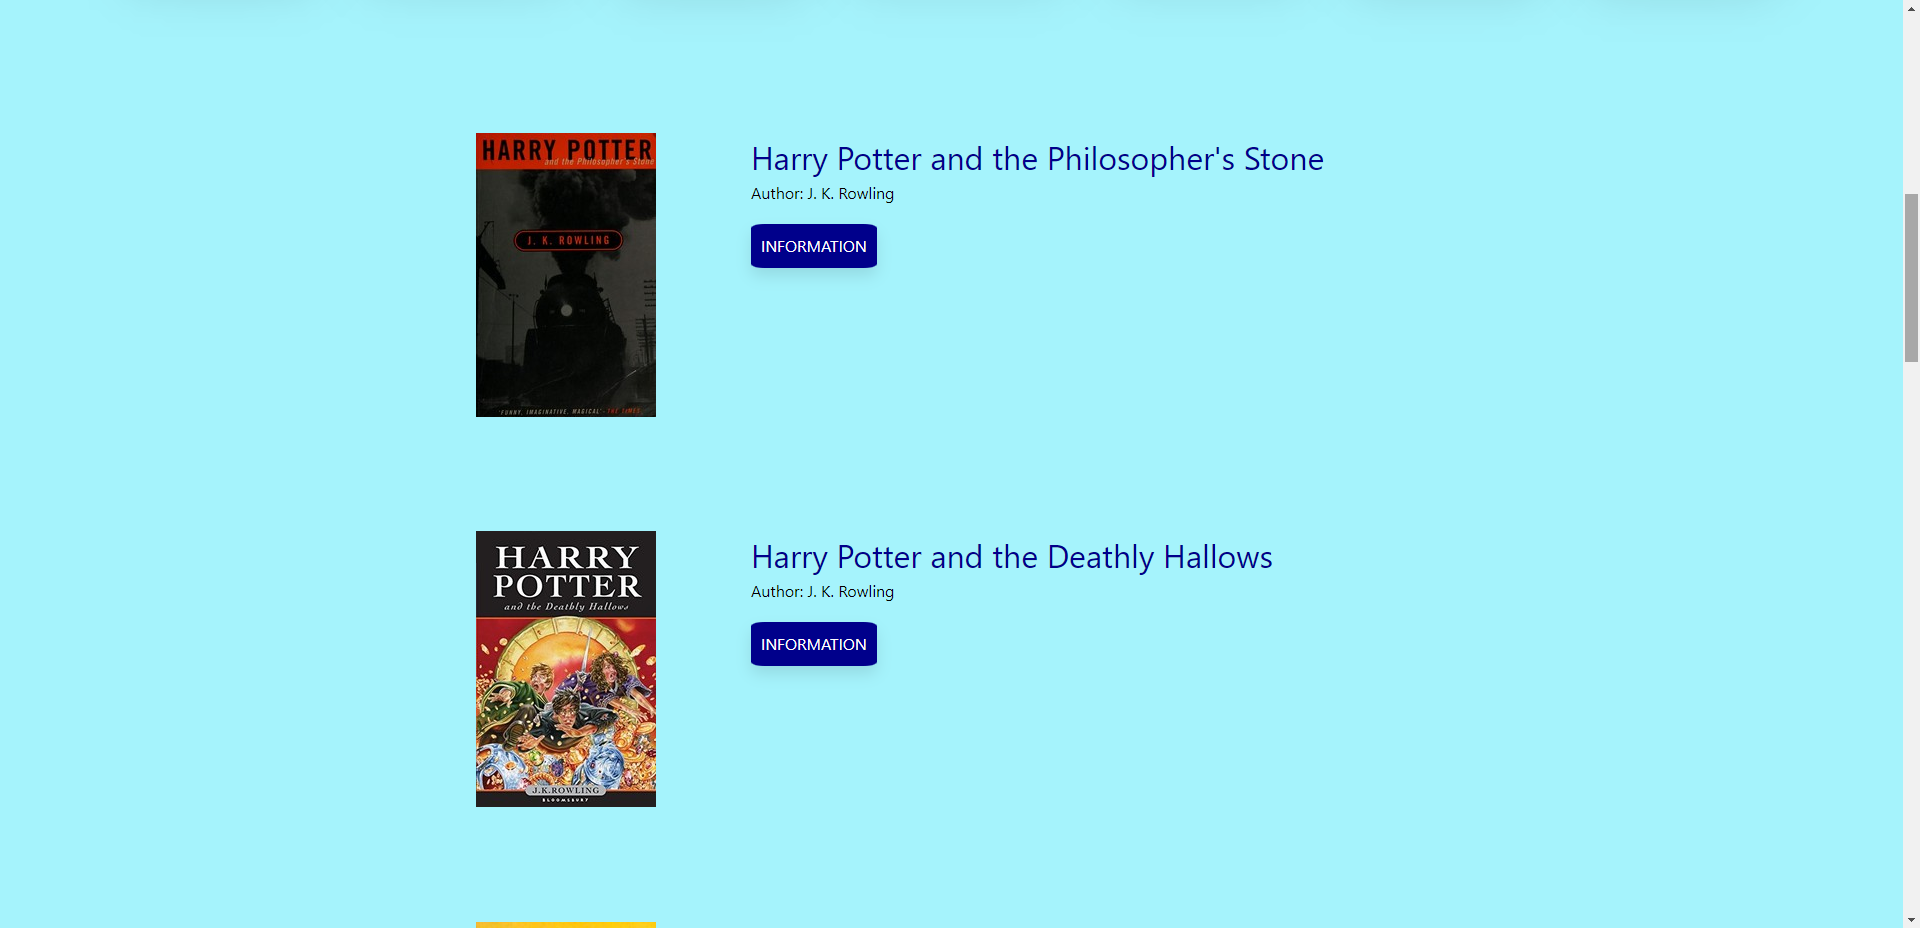 HARRY POTTER
and the Philosopher's Stone
J. K. ROWLING
'FUNNY, IMAGINATIVE, MAGICAL' - THE TIMES
Harry Potter and the Philosopher's Stone
Author: J. K. Rowling
INFORMATION
HARRY
POTTER
and the Deathly Hallows
J.K.ROWLING
BLOOMSBURY
Harry Potter and the Deathly Hallows
Author: J. K. Rowling
INFORMATION